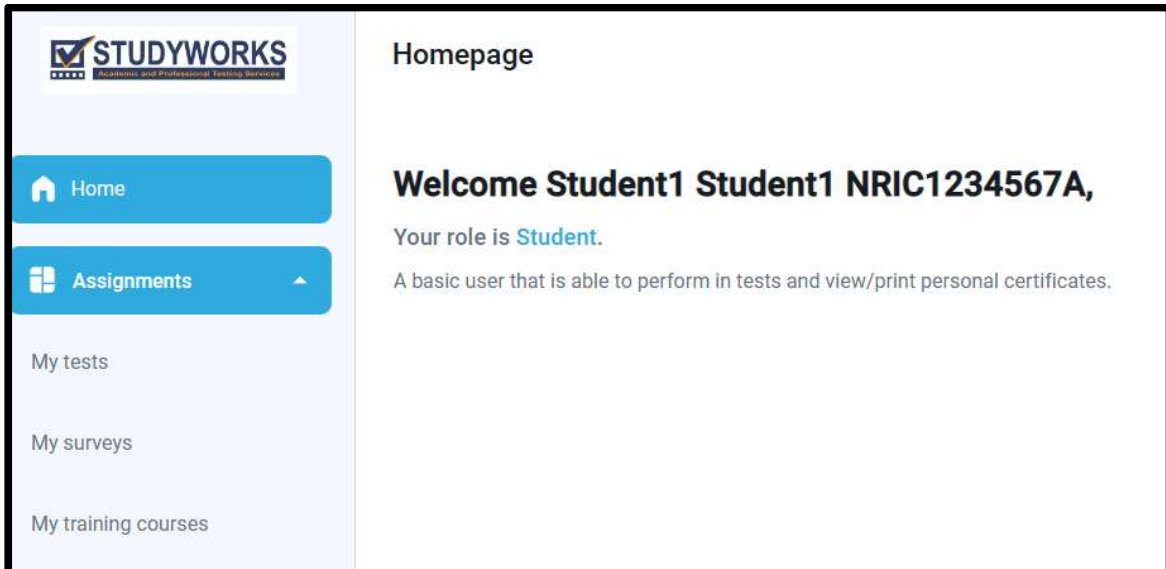 STUDYWORKS
Academic and Professional Testing Services
Home
Assignments
My tests
My surveys
My training courses
Homepage
Welcome Student1 Student1 NRIC1234567A,
Your role is Student.
A basic user that is able to perform in tests and view/print personal certificates.